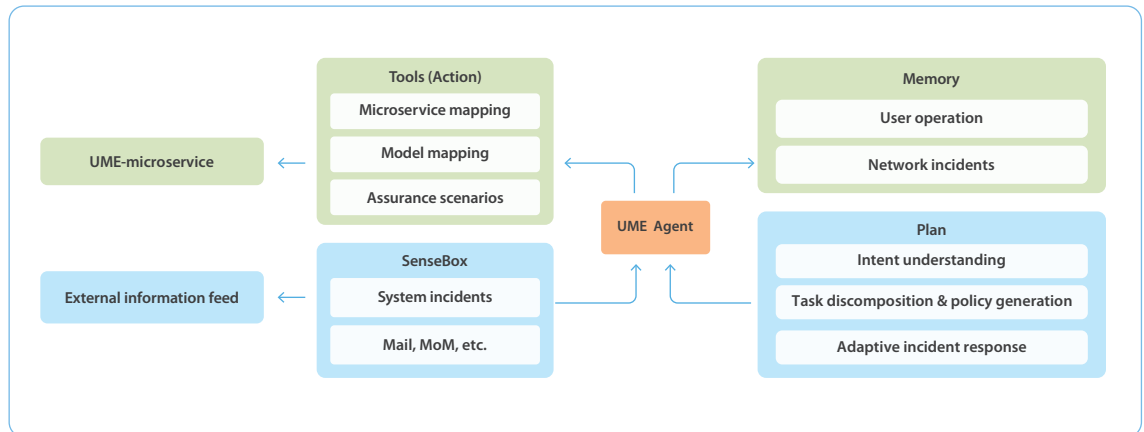 Tools (Action)
Microservice mapping
Model mapping
Assurance scenarios
UME-microservice
SenseBox
System incidents
Mail, MoM, etc.
External information feed
UME Agent
Memory
User operation
Network incidents
Plan
Intent understanding
Task discomposition & policy generation
Adaptive incident response